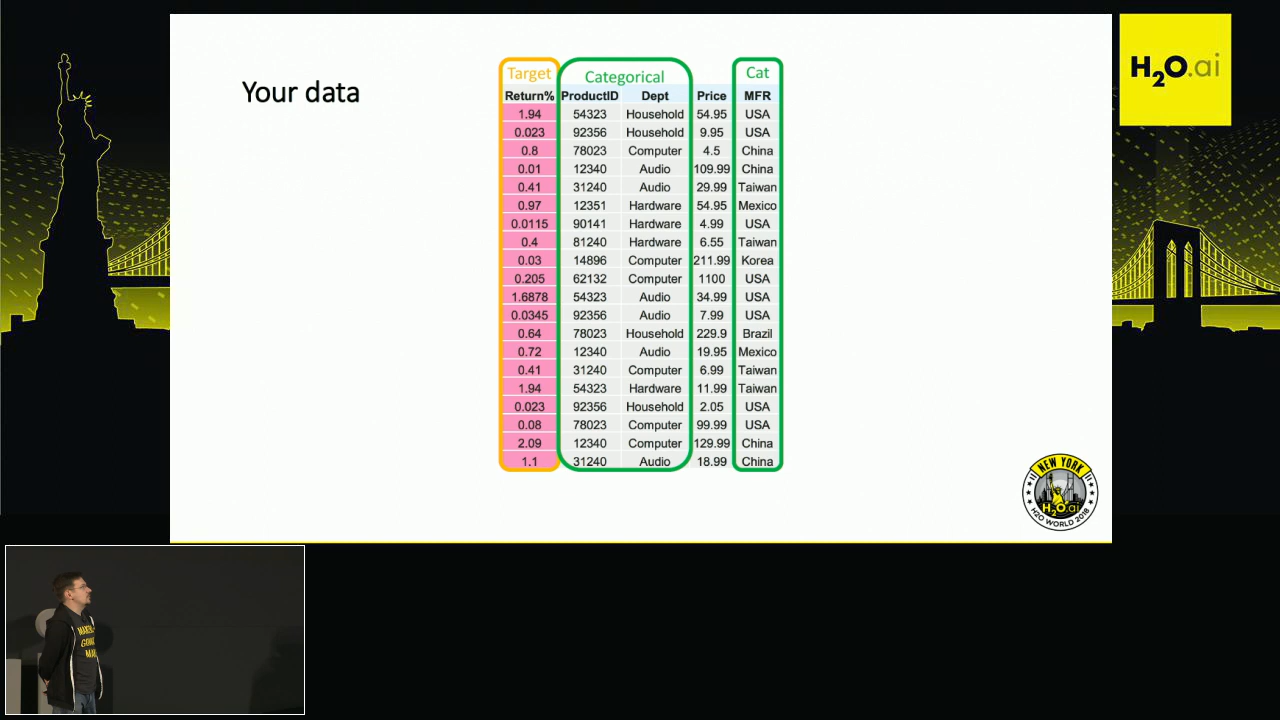 Your data
H2O.ai
Target Categorical Cat
Return% ProductID Dept Price MFR
1.94 54323 Household 54.95 USA
0.023 92356 Household 9.95 USA
0.8 78023 Computer 4.5 China
0.01 12340 Audio 109.99 China
0.41 31240 Audio 29.99 Taiwan
0.97 12351 Hardware 54.95 Mexico
0.0115 90141 Hardware 4.99 USA
0.4 81240 Hardware 6.55 Taiwan
0.03 14896 Computer 211.99 Korea
0.205 62132 Computer 1100 USA
1.6878 54323 Audio 34.99 USA
0.0345 92356 Audio 7.99 USA
0.64 78023 Household 229.9 Brazil
0.72 12340 Audio 19.95 Mexico
0.41 31240 Computer 6.99 Taiwan
1.94 54323 Hardware 11.99 Taiwan
0.023 92356 Household 2.05 USA
0.08 78023 Computer 99.99 USA
2.09 12340 Computer 129.99 China
1.1 31240 Audio 18.99 China
NEW YORK
H2O.ai
H2O WORLD 2018